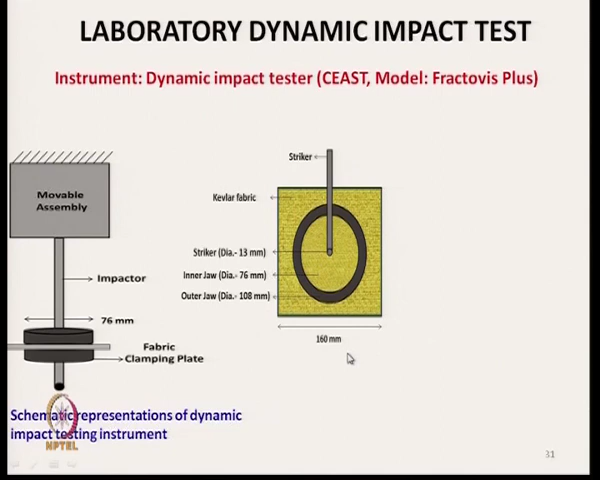 LABORATORY DYNAMIC IMPACT TEST
Instrument: Dynamic impact tester (CEAST, Model: Fractovis Plus)
Striker
Movable
Assembly
Kevlar fabric
Striker (Dia.- 13 mm)
Impactor
Inner Jaw (Dia.- 76 mm)
Outer Jaw (Dia.- 108 mm)
76 mm
160 mm
Fabric
Clamping Plate
Schematic representations of dynamic
impact testing instrument
NPTEL
31